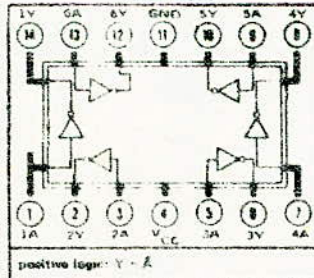 1Y 6A 6Y GND 5Y 5A 4Y
14 13 12 11 10 9 8
1 2 3 4 5 6 7
1A 2Y 2A VCC 3A 3Y 4A
positive logic: Y =